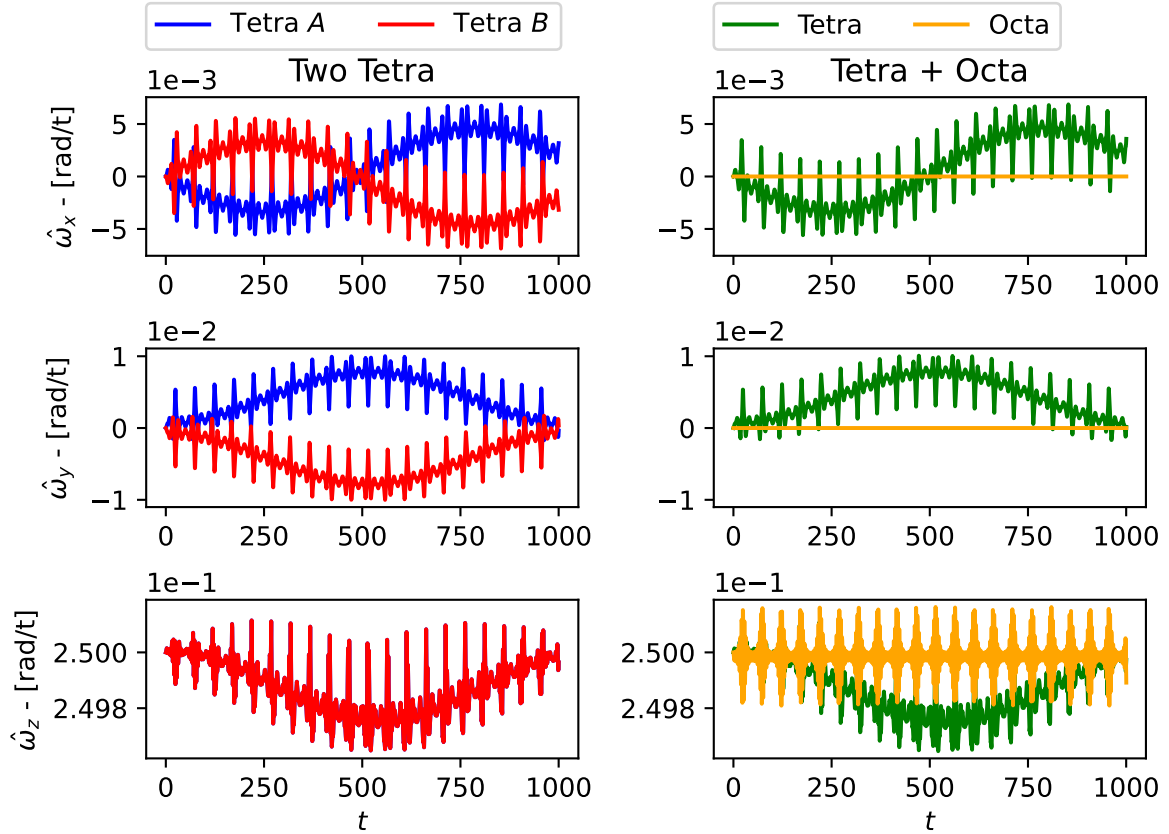 Tetra A Tetra B Tetra Octa
Two Tetra Tetra + Octa
1e−3 1e−3
5 5
0 0
−5 −5
ω̂x - [rad/t]
0 250 500 750 1000 0 250 500 750 1000
1e−2 1e−2
1 1
0 0
−1 −1
ω̂y - [rad/t]
0 250 500 750 1000 0 250 500 750 1000
1e−1 1e−1
2.500 2.500
2.498 2.498
ω̂z - [rad/t]
0 250 500 750 1000 0 250 500 750 1000
t t